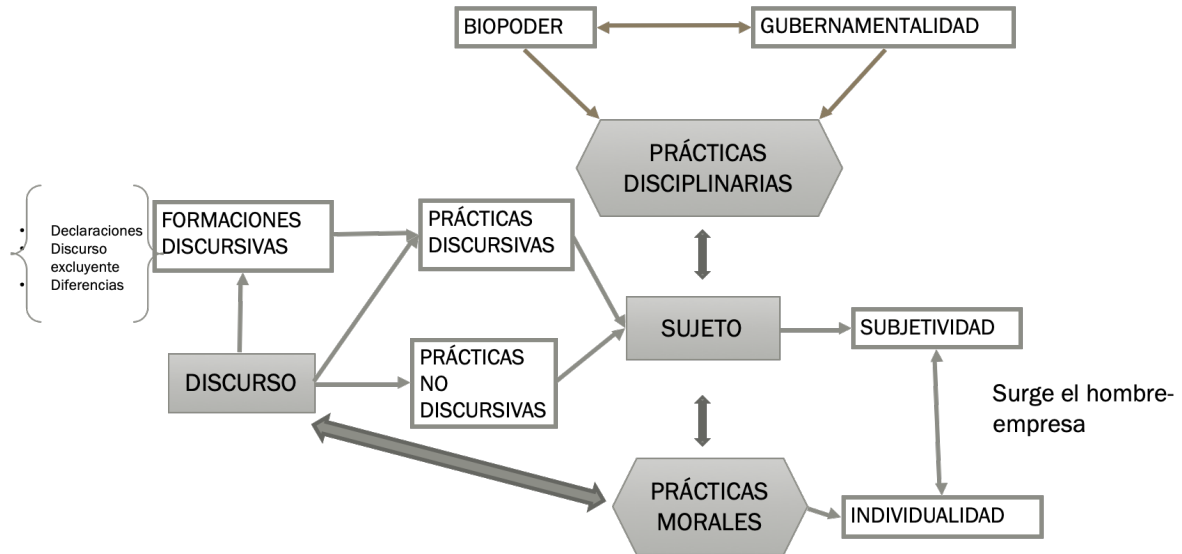 BIOPODER
GUBERNAMENTALIDAD
PRÁCTICAS
DISCIPLINARIAS
• Declaraciones
• Discurso
excluyente
• Diferencias
FORMACIONES
DISCURSIVAS
PRÁCTICAS
DISCURSIVAS
SUJETO
SUBJETIVIDAD
DISCURSO
PRÁCTICAS
NO
DISCURSIVAS
Surge el hombre-
empresa
PRÁCTICAS
MORALES
INDIVIDUALIDAD